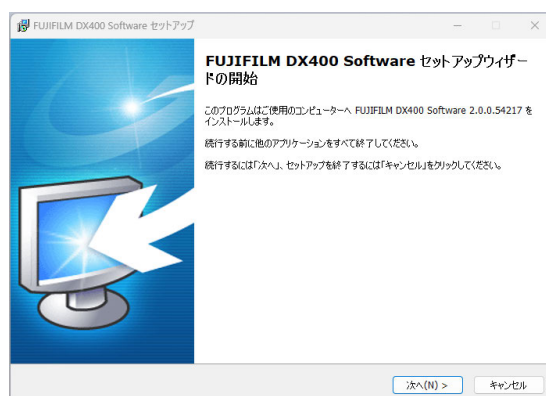 FUJIFILM DX400 Software セットアップ
FUJIFILM DX400 Software セットアップウィザー
ドの開始
このプログラムはご使用のコンピューターへ FUJIFILM DX400 Software 2.0.0.54217 を
インストールします。
続行する前に他のアプリケーションをすべて終了してください。
続行するには「次へ」、セットアップを終了するには「キャンセル」をクリックしてください。
次へ(N) >
キャンセル